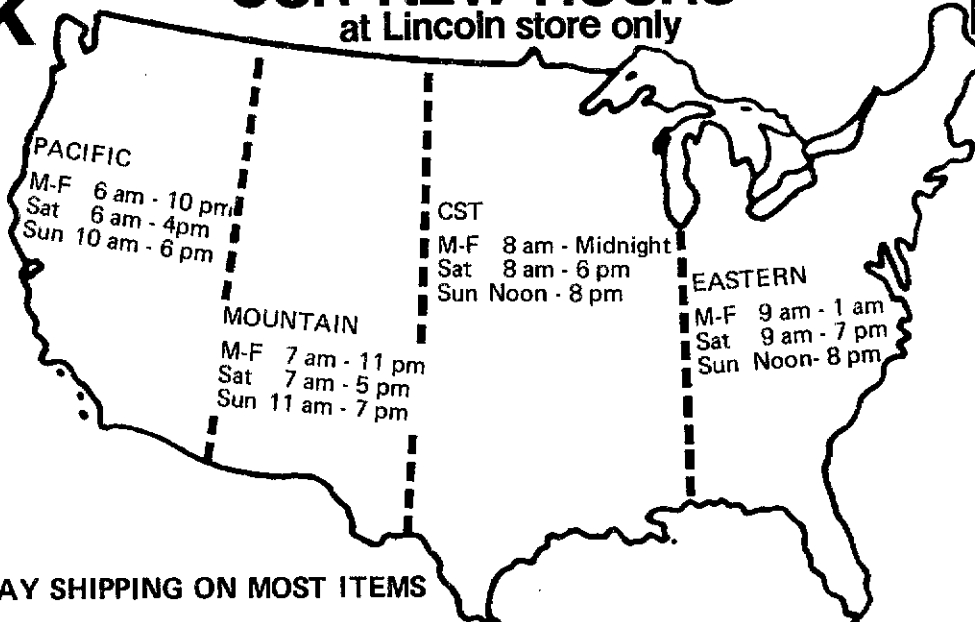 OUR NEW HOURS
at Lincoln store only
PACIFIC
M-F 6 am - 10 pm
Sat 6 am - 4pm
Sun 10 am - 6 pm
MOUNTAIN
M-F 7 am - 11 pm
Sat 7 am - 5 pm
Sun 11 am - 7 pm
CST
M-F 8 am - Midnight
Sat 8 am - 6 pm
Sun Noon - 8 pm
EASTERN
M-F 9 am - 1 am
Sat 9 am - 7 pm
Sun Noon- 8 pm
AY SHIPPING ON MOST ITEMS